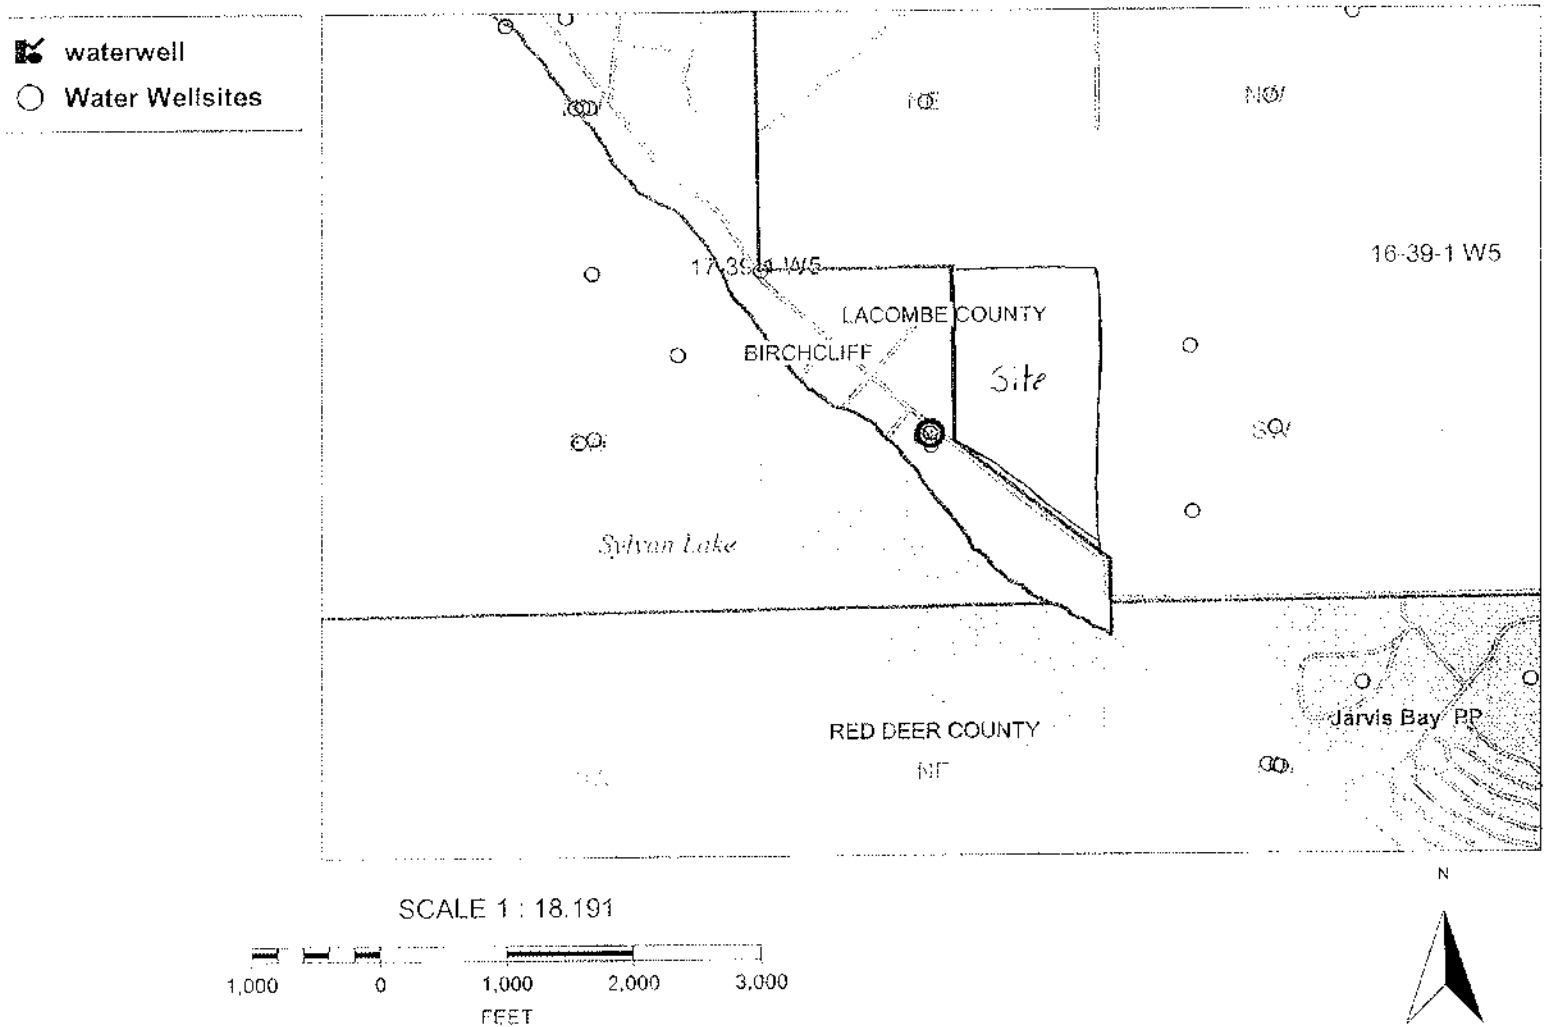 waterwell
Water Wellsites
NE
NW
17-39-1 W5
16-39-1 W5
LACOMBE COUNTY
BIRCHCLIFF
Site
SW
Sylvan Lake
Jarvis Bay PP
RED DEER COUNTY
NE
N
SCALE 1 : 18,191
1,000 0 1,000 2,000 3,000
FEET